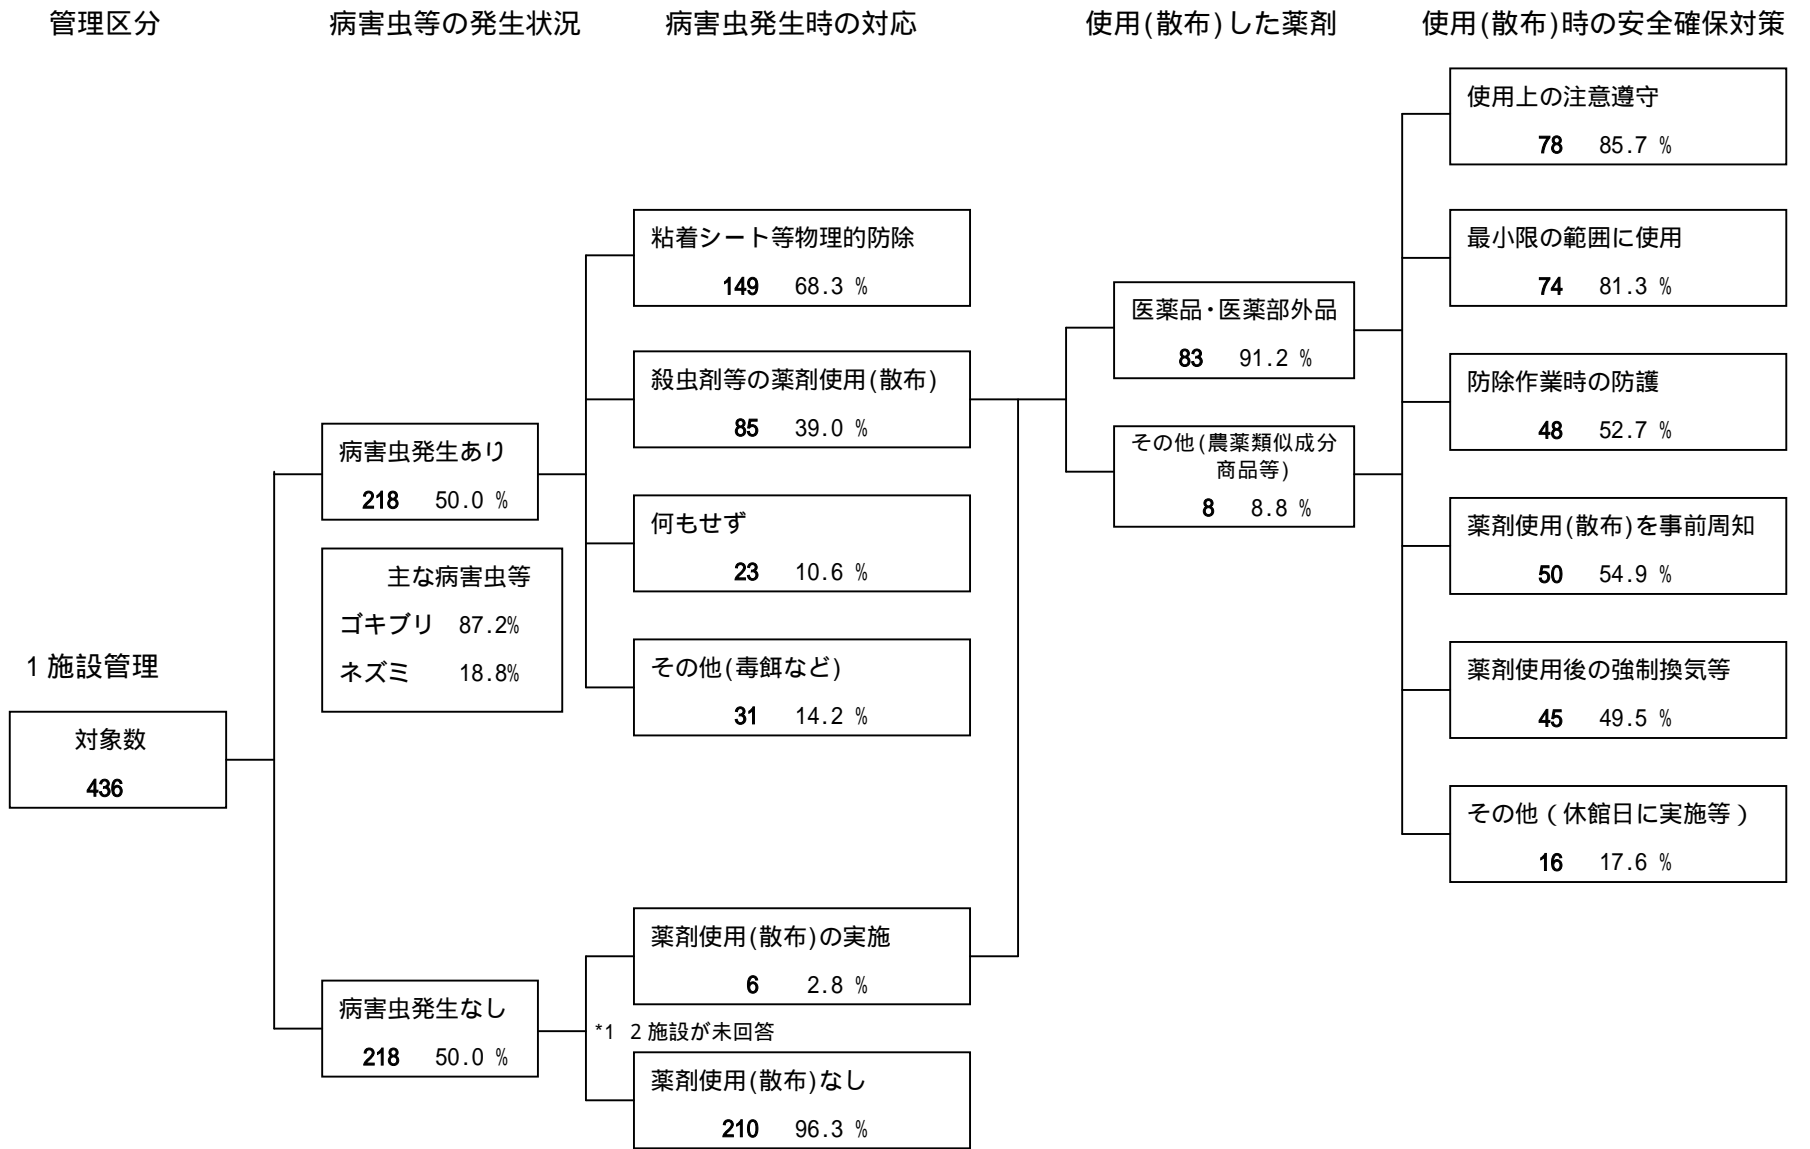 管理区分
病害虫等の発生状況
病害虫発生時の対応
使用(散布)した薬剤
使用(散布)時の安全確保対策
1 施設管理
対象数
436
病害虫発生あり
218 50.0 %
主な病害虫等
ゴキブリ 87.2%
ネズミ 18.8%
病害虫発生なし
218 50.0 %
粘着シート等物理的防除
149 68.3 %
殺虫剤等の薬剤使用(散布)
85 39.0 %
何もせず
23 10.6 %
その他(毒餌など)
31 14.2 %
薬剤使用(散布)の実施
6 2.8 %
*1 2 施設が未回答
薬剤使用(散布)なし
210 96.3 %
医薬品・医薬部外品
83 91.2 %
その他(農薬類似成分
商品等)
8 8.8 %
使用上の注意遵守
78 85.7 %
最小限の範囲に使用
74 81.3 %
防除作業時の防護
48 52.7 %
薬剤使用(散布)を事前周知
50 54.9 %
薬剤使用後の強制換気等
45 49.5 %
その他（休館日に実施等）
16 17.6 %